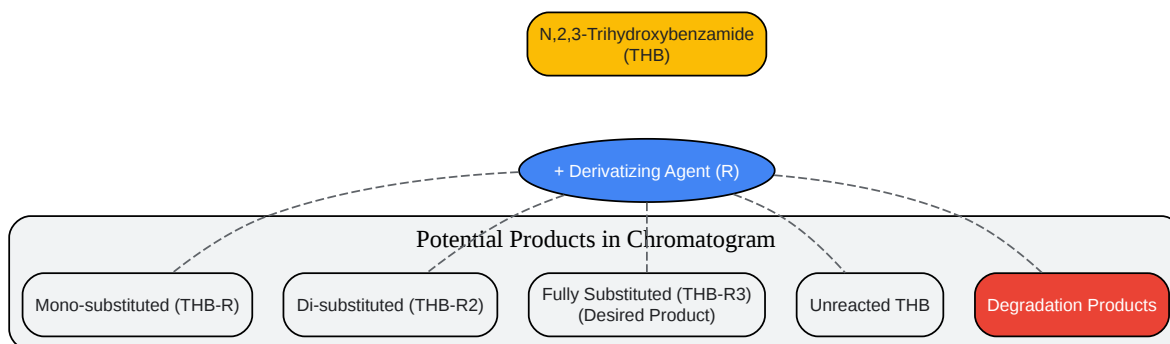 N,2,3-Trihydroxybenzamide
(THB)
+ Derivatizing Agent (R)
Potential Products in Chromatogram
Mono-substituted (THB-R)
Di-substituted (THB-R2)
Fully Substituted (THB-R3)
(Desired Product)
Unreacted THB
Degradation Products